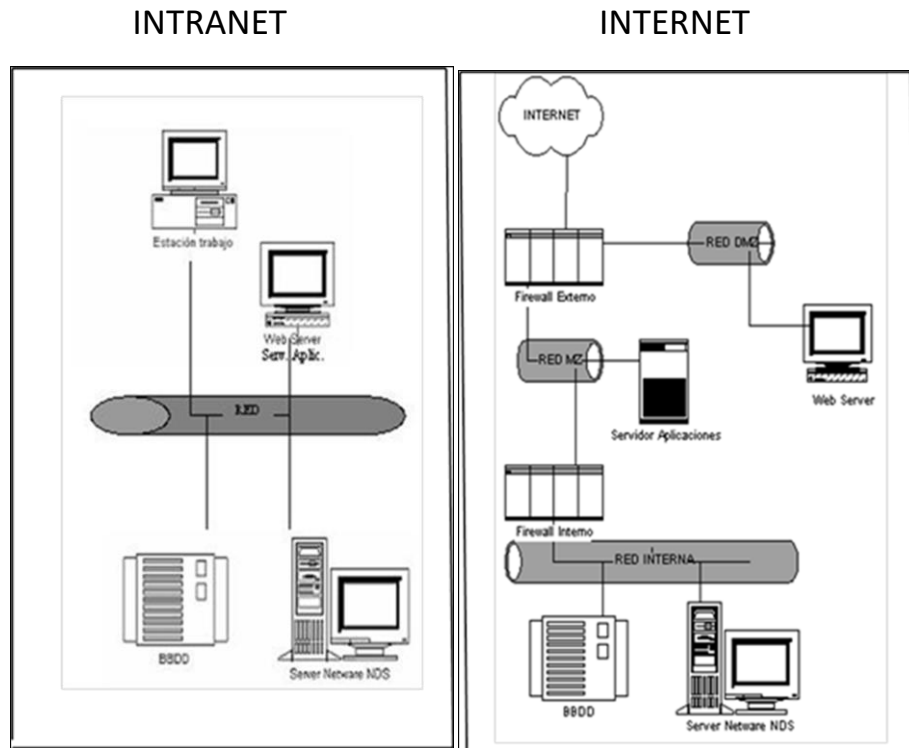 INTRANET
INTERNET
Estación trabajo
Web Server
Serv. Aplic.
RED
BBDD
Server Netware NDS
INTERNET
RED DMZ
Firewall Externo
RED MZ
Web Server
Servidor Aplicaciones
Firewall Interno
RED INTERNA
BBDD
Server Netware NDS